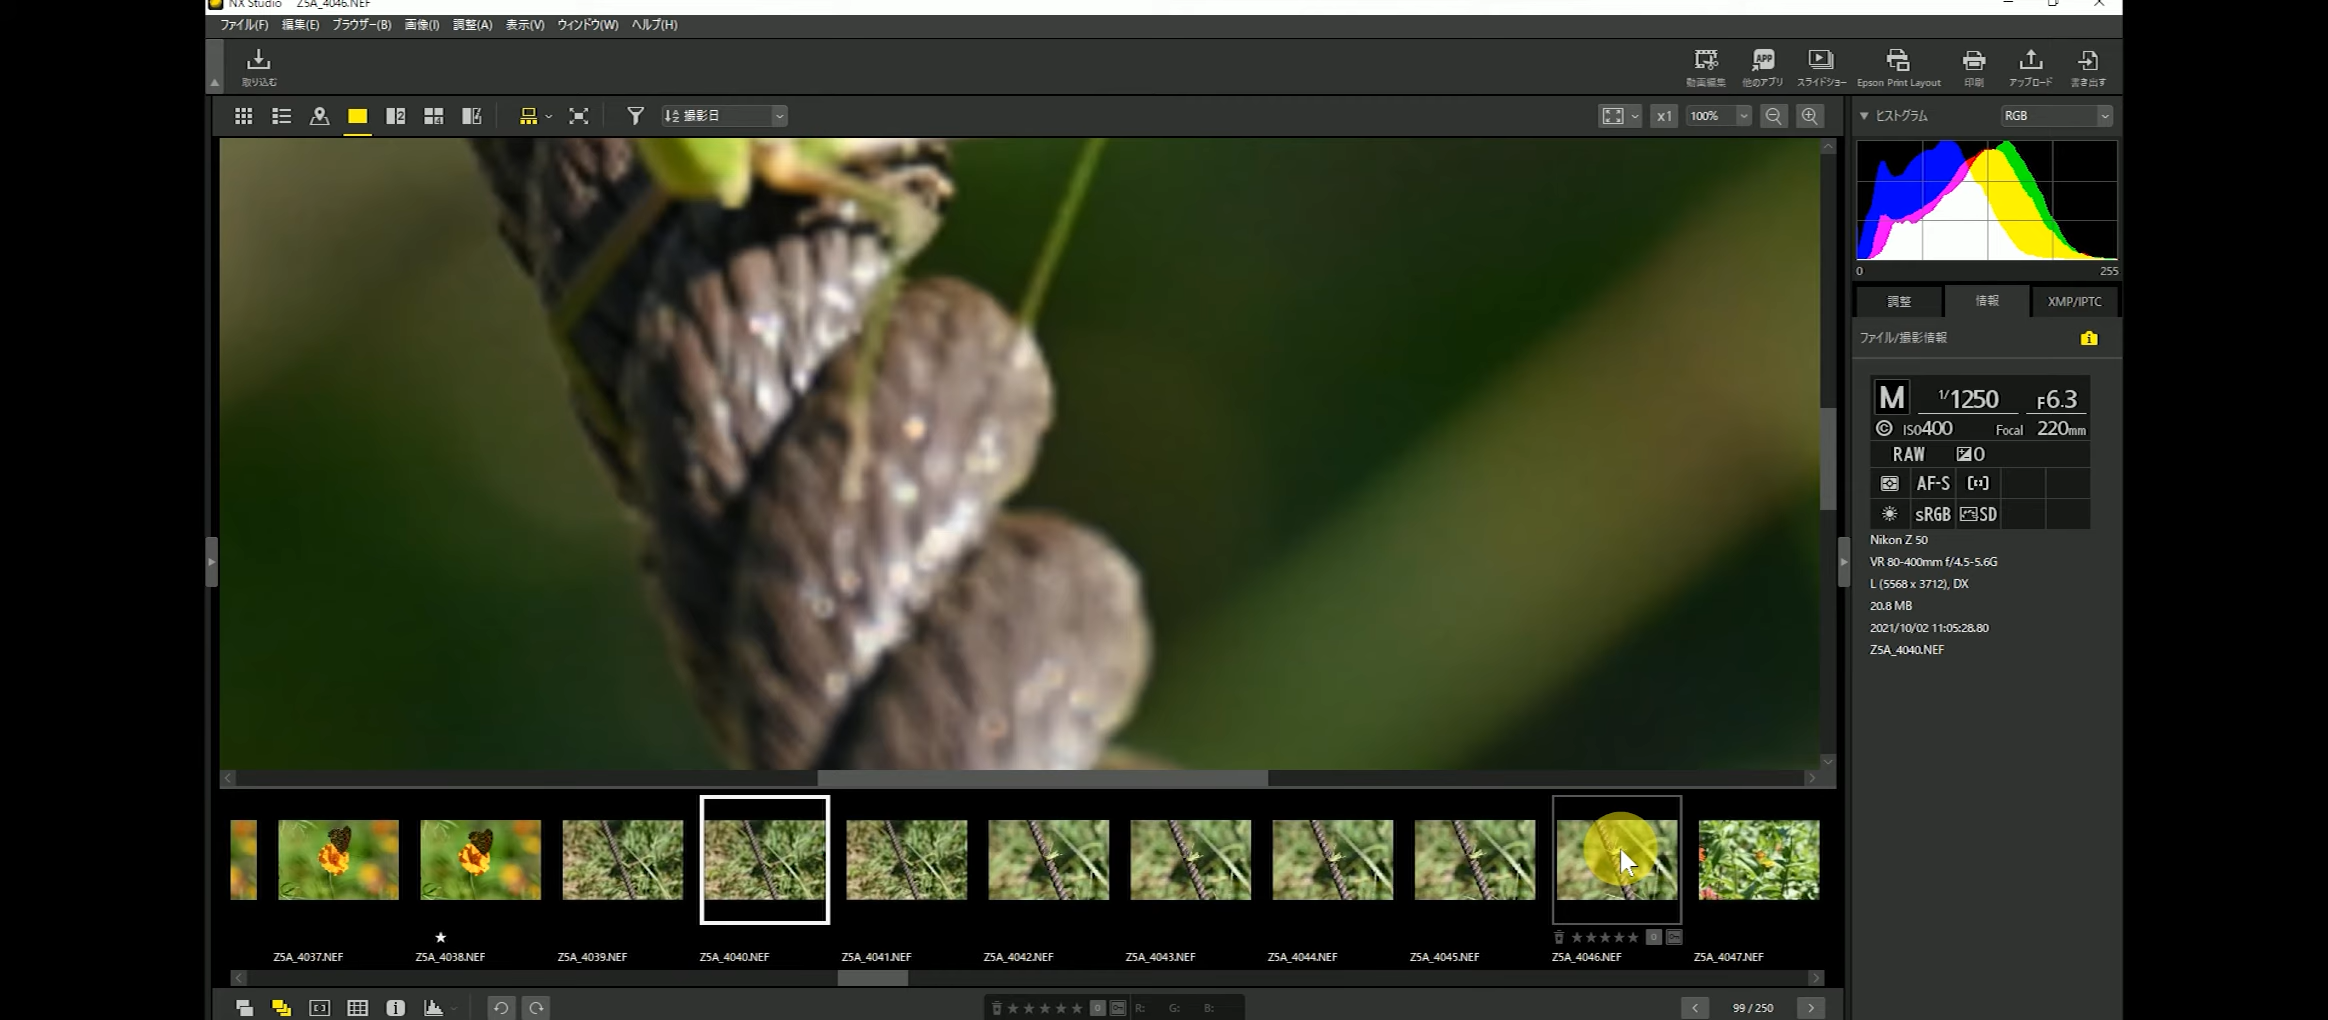 NX Studio Z5A_4046.NEF
ファイル(F) 編集(E) ブラウザー(B) 画像(I) 調整(A) 表示(V) ウィンドウ(W) ヘルプ(H)
取り込む
動画編集 他のアプリ スライドショー Epson Print Layout 印刷 アップロード 書き出す
撮影日
x1 100%
ヒストグラム RGB
0 255
調整 情報 XMP/IPTC
ファイル/撮影情報
M 1/1250 F6.3
ISO400 Focal 220mm
RAW 0
AF-S
sRGB SD
Nikon Z 50
VR 80-400mm f/4.5-5.6G
L (5568 x 3712), DX
20.8 MB
2021/10/02 11:05:28.80
Z5A_4040.NEF
Z5A_4037.NEF Z5A_4038.NEF Z5A_4039.NEF Z5A_4040.NEF Z5A_4041.NEF Z5A_4042.NEF Z5A_4043.NEF Z5A_4044.NEF Z5A_4045.NEF Z5A_4046.NEF Z5A_4047.NEF
R: G: B:
99 / 250